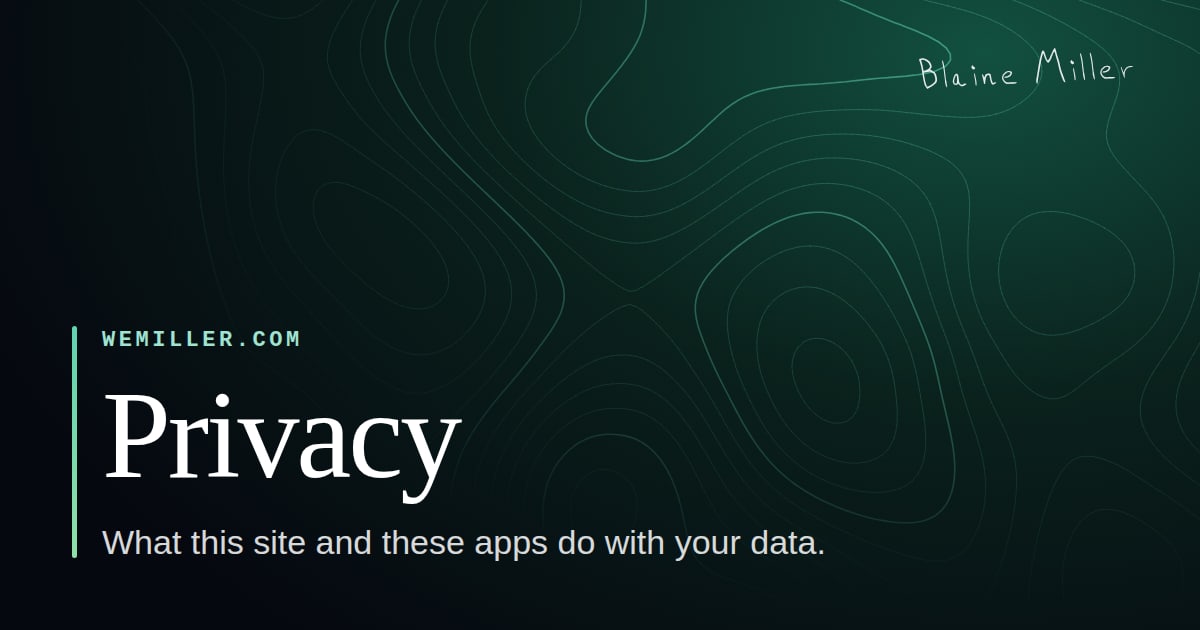 Blaine Miller
WEMILLER.COM
Privacy
What this site and these apps do with your data.